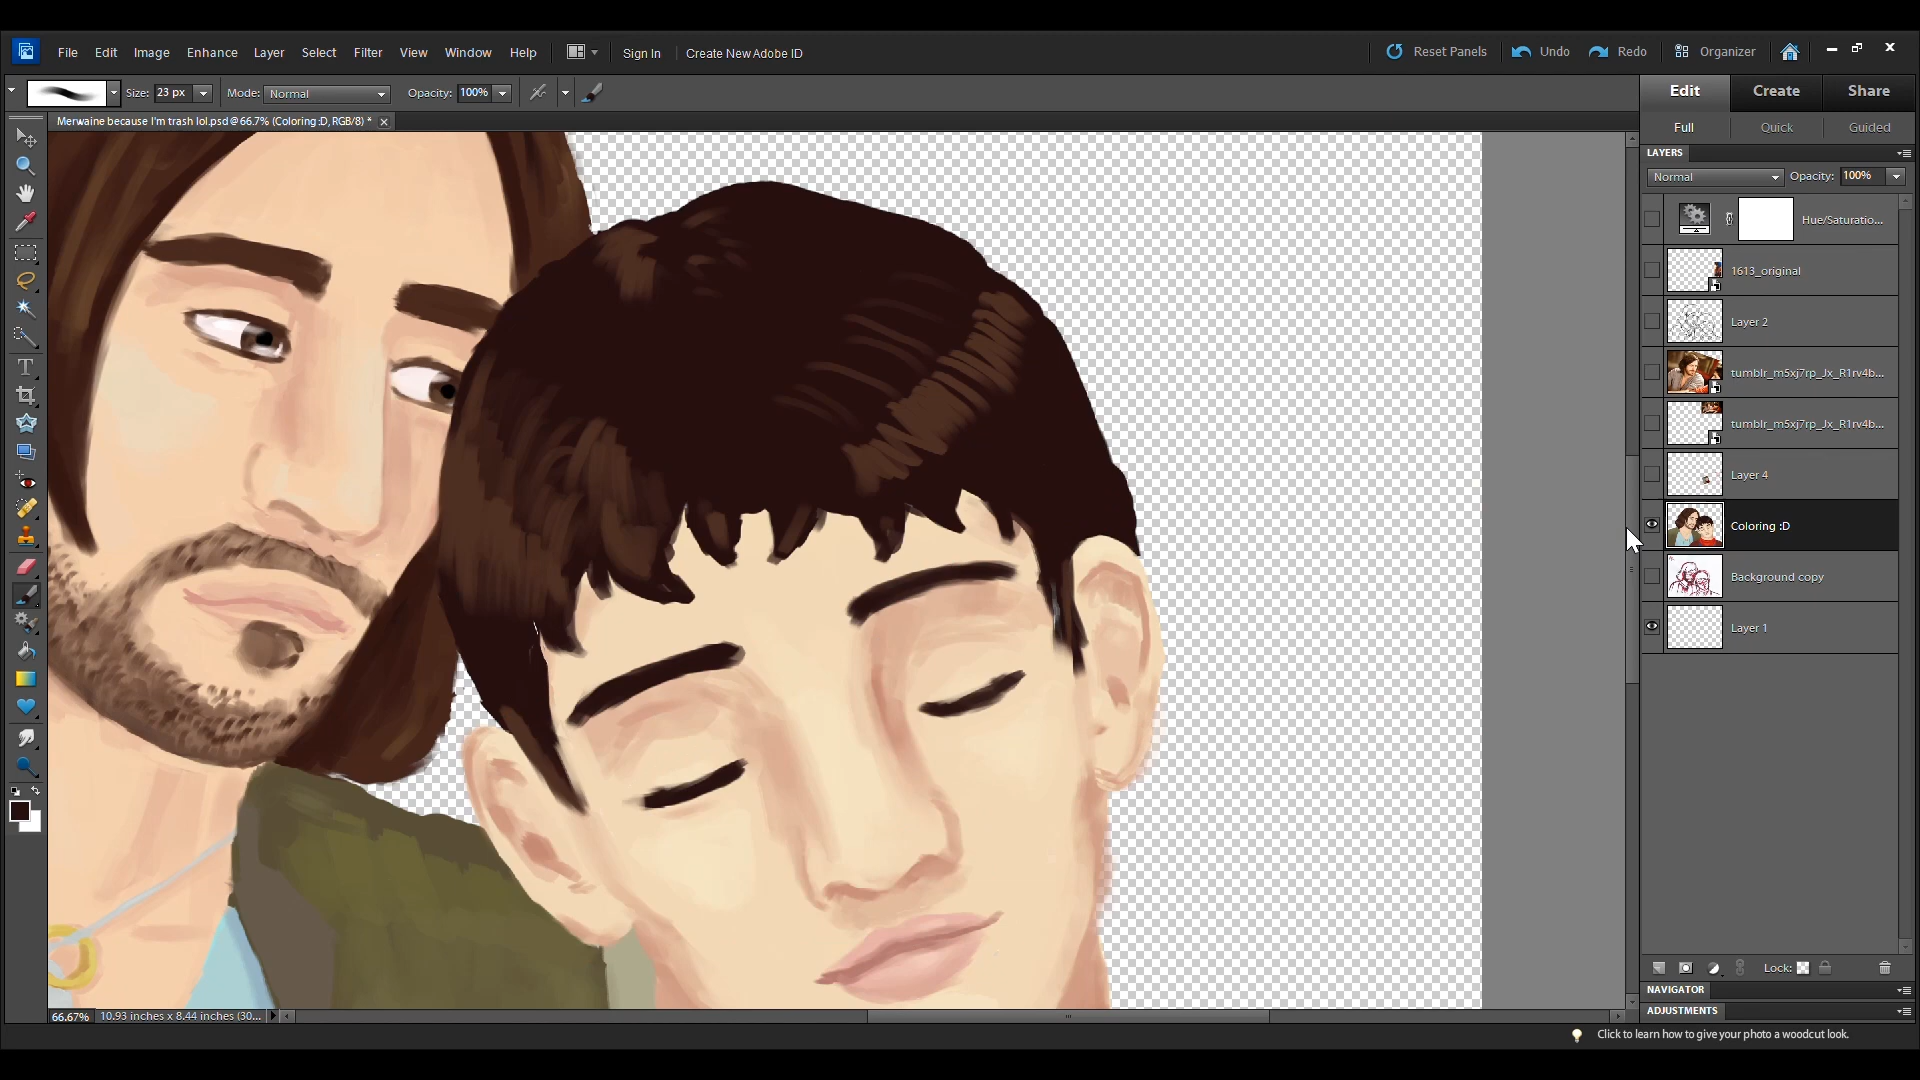 File Edit Image Enhance Layer Select Filter View Window Help Sign In Create New Adobe ID Reset Panels Undo Redo Organizer
Size: 23 px Mode: Normal Opacity: 100%
Edit Create Share
Merwaine because I'm trash lol.psd @ 66.7% (Coloring :D, RGB/8) *
Full Quick Guided
LAYERS
Normal Opacity: 100%
Hue/Saturatio...
1613_original
Layer 2
tumblr_m5xj7rp_Jx_R1rv4b...
tumblr_m5xj7rp_Jx_R1rv4b...
Layer 4
Coloring :D
Background copy
Layer 1
T
Lock:
NAVIGATOR
ADJUSTMENTS
66.67% 10.93 inches x 8.44 inches (30...
Click to learn how to give your photo a woodcut look.